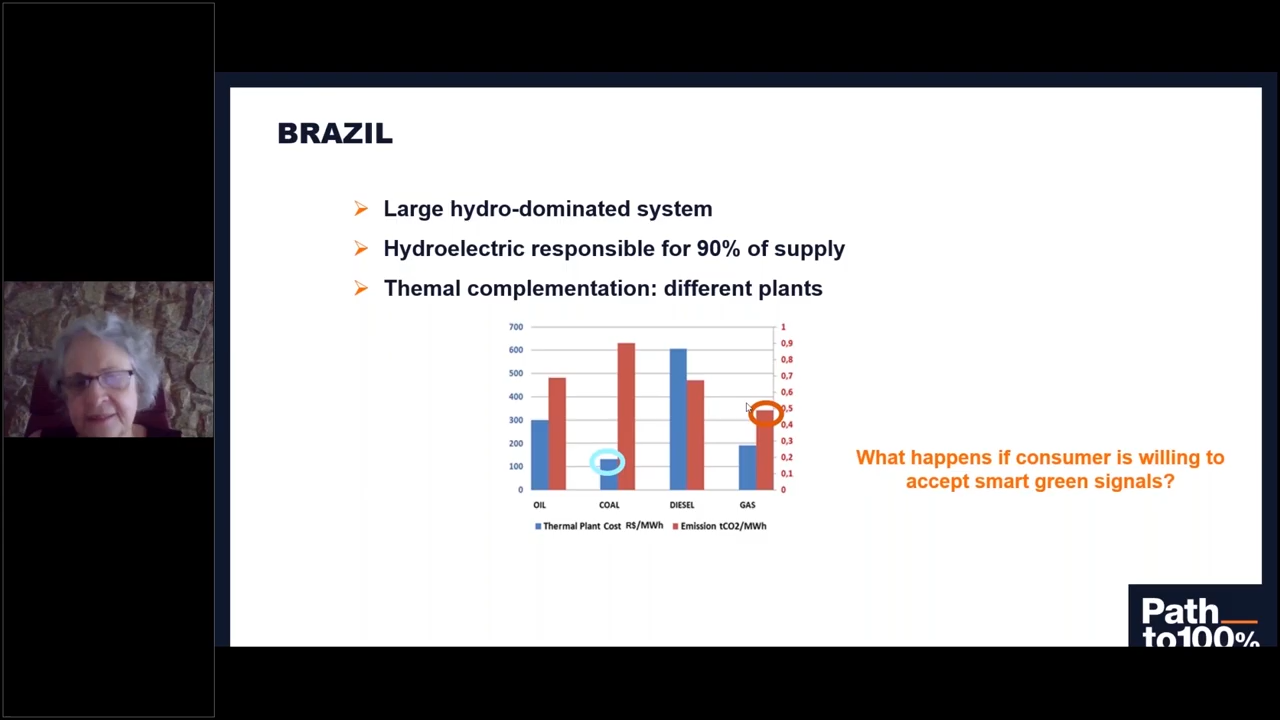 BRAZIL
Large hydro-dominated system
Hydroelectric responsible for 90% of supply
Themal complementation: different plants
700
600
500
400
300
200
100
0
1
0,9
0,8
0,7
0,6
0,5
0,4
0,3
0,2
0,1
0
OIL COAL DIESEL GAS
Thermal Plant Cost R$/MWh Emission tCO2/MWh
What happens if consumer is willing to
accept smart green signals?
Path
to100%